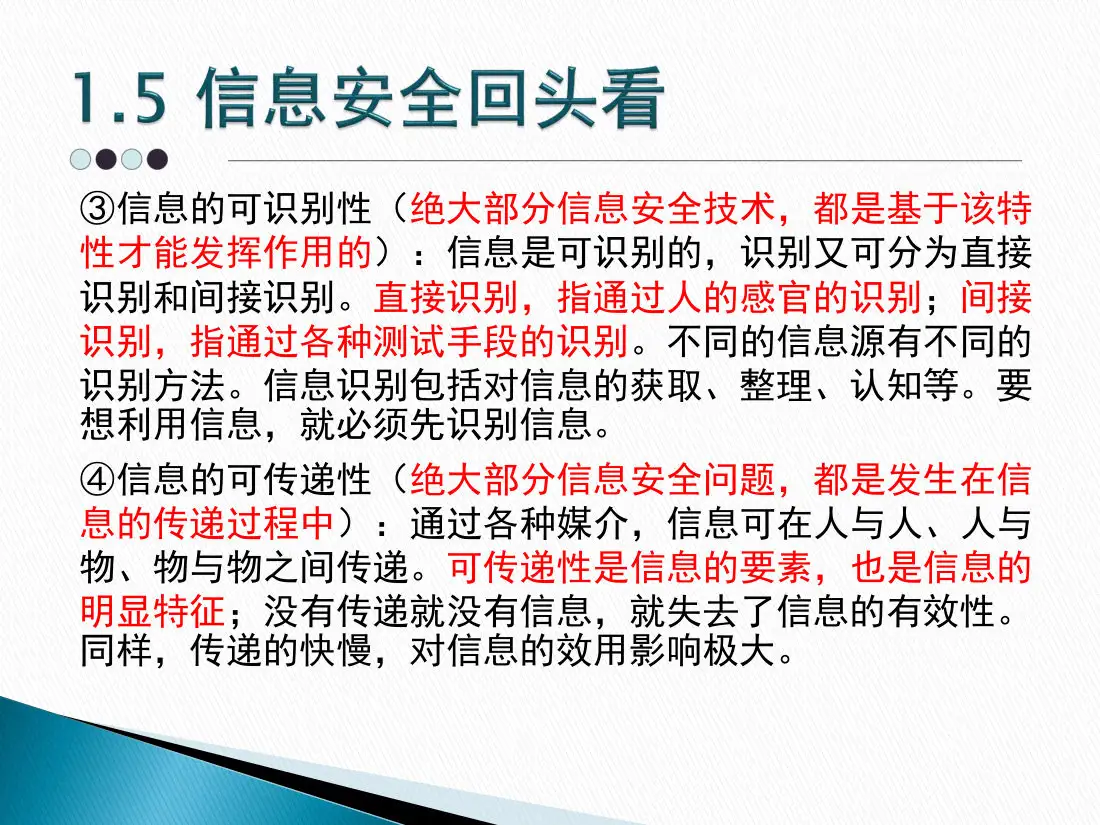 1.5 信息安全回头看
③信息的可识别性（绝大部分信息安全技术，都是基于该特
性才能发挥作用的）：信息是可识别的，识别又可分为直接
识别和间接识别。直接识别，指通过人的感官的识别；间接
识别，指通过各种测试手段的识别。不同的信息源有不同的
识别方法。信息识别包括对信息的获取、整理、认知等。要
想利用信息，就必须先识别信息。
④信息的可传递性（绝大部分信息安全问题，都是发生在信
息的传递过程中）：通过各种媒介，信息可在人与人、人与
物、物与物之间传递。可传递性是信息的要素，也是信息的
明显特征；没有传递就没有信息，就失去了信息的有效性。
同样，传递的快慢，对信息的效用影响极大。